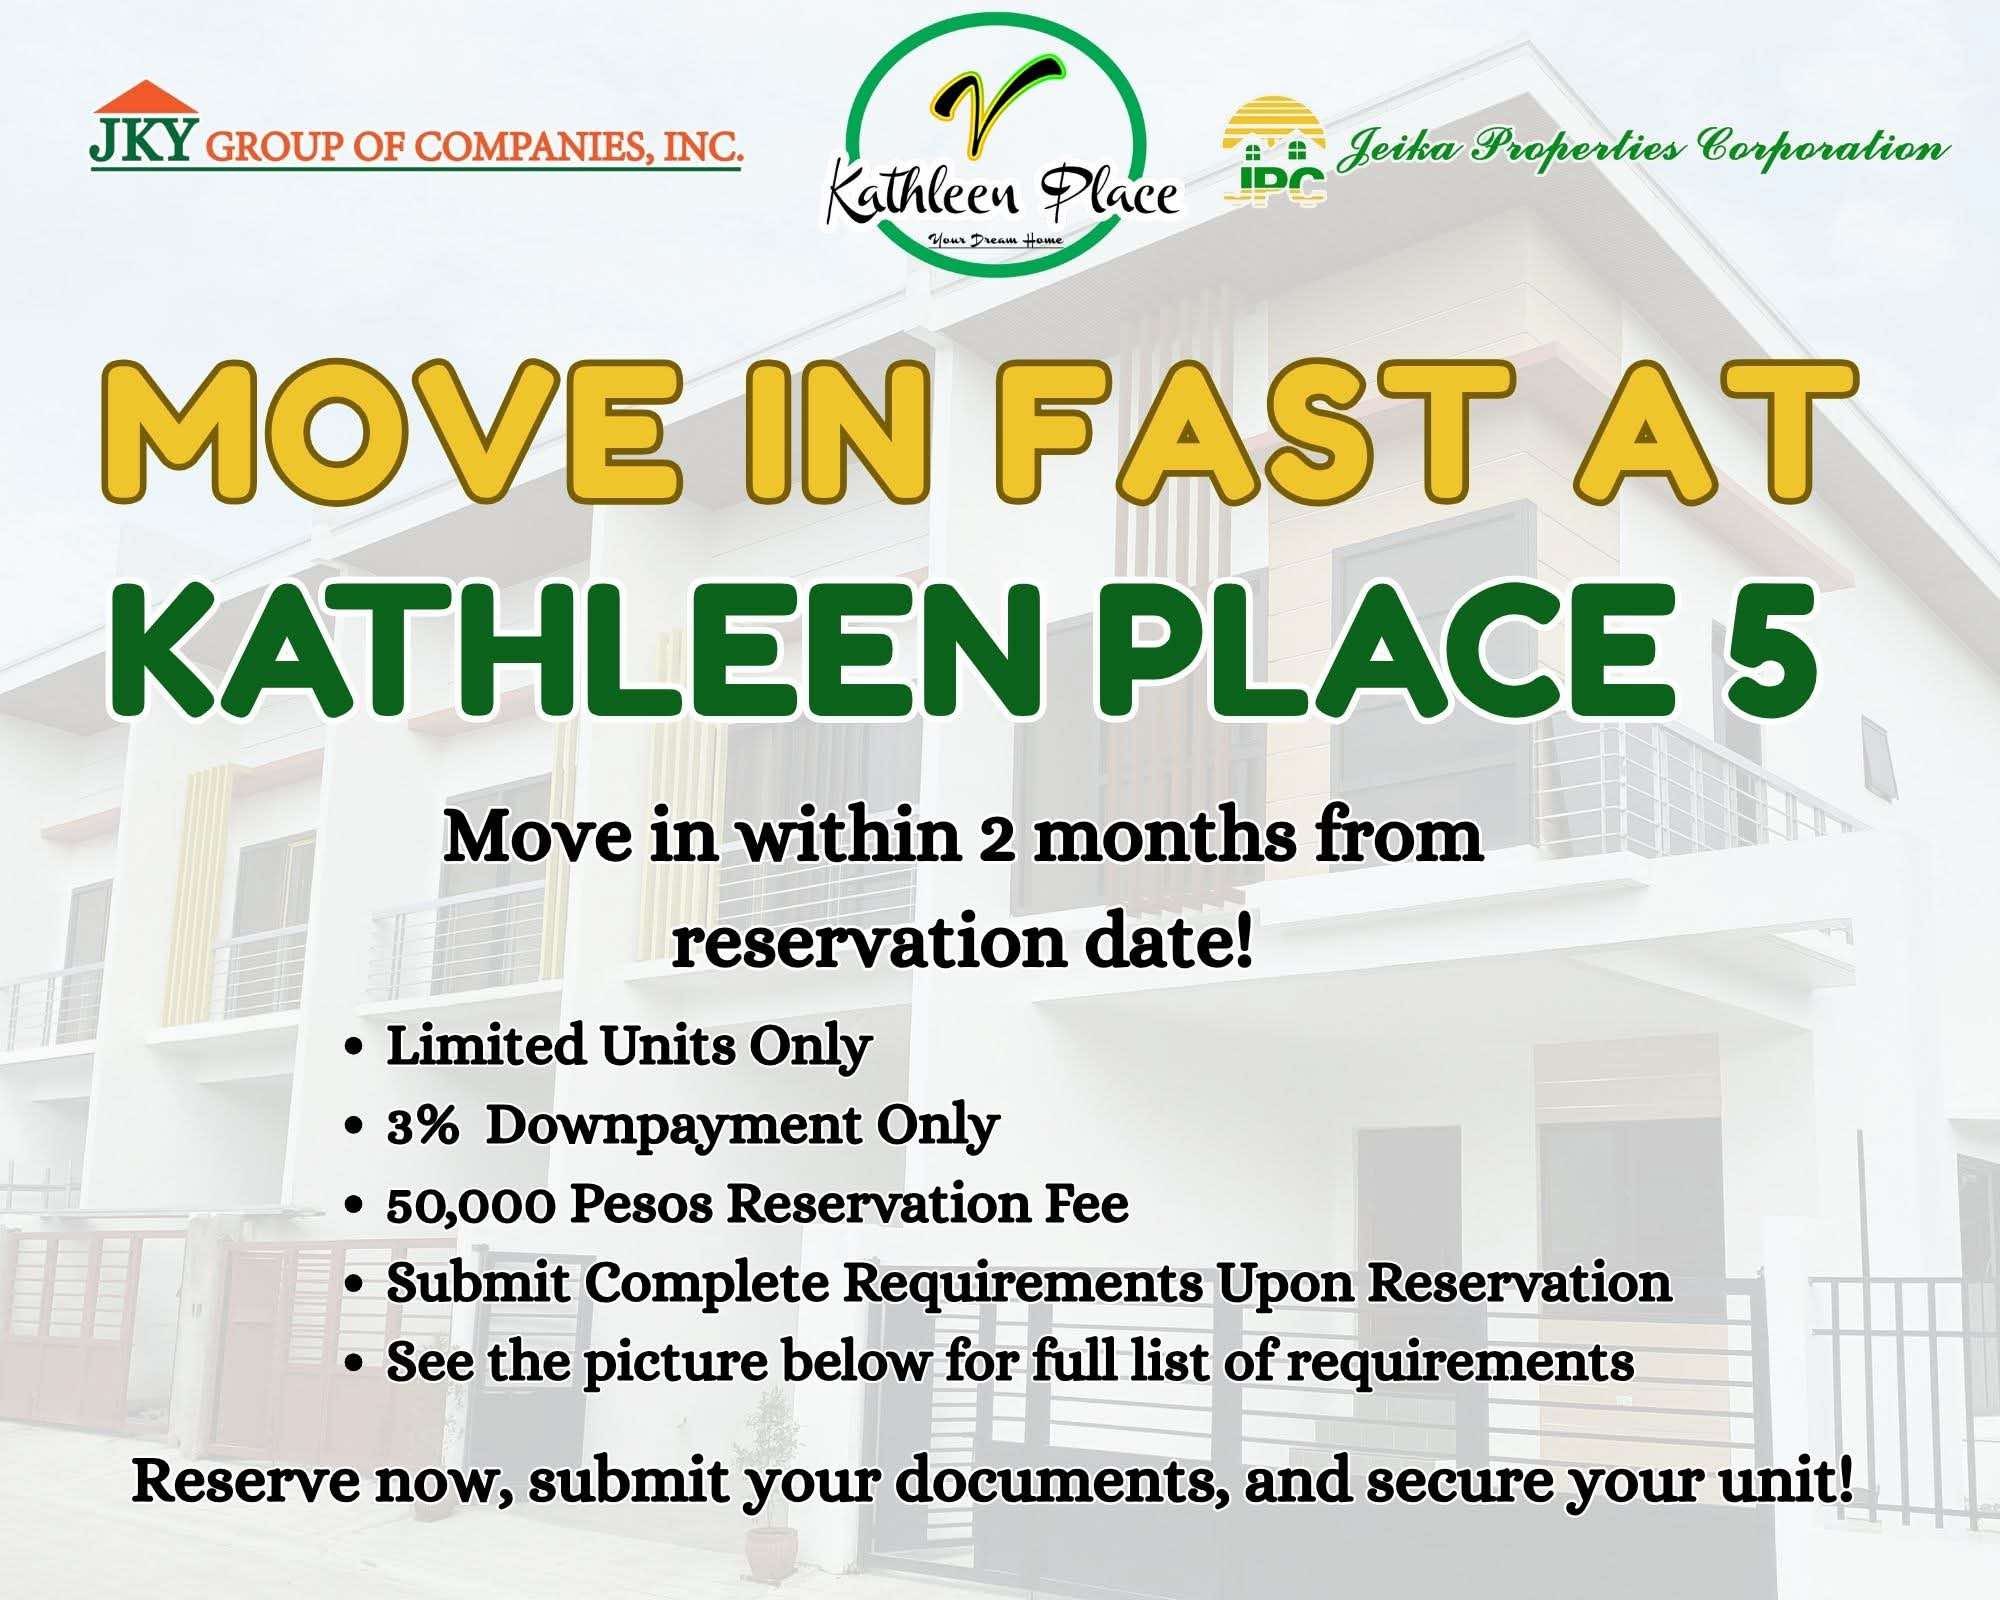 JKY GROUP OF COMPANIES, INC.
Kathleen Place
Your Dream Home
JPC
Jeika Properties Corporation
MOVE IN FAST AT
KATHLEEN PLACE 5
Move in within 2 months from
reservation date!
• Limited Units Only
• 3% Downpayment Only
• 50,000 Pesos Reservation Fee
• Submit Complete Requirements Upon Reservation
• See the picture below for full list of requirements
Reserve now, submit your documents, and secure your unit!